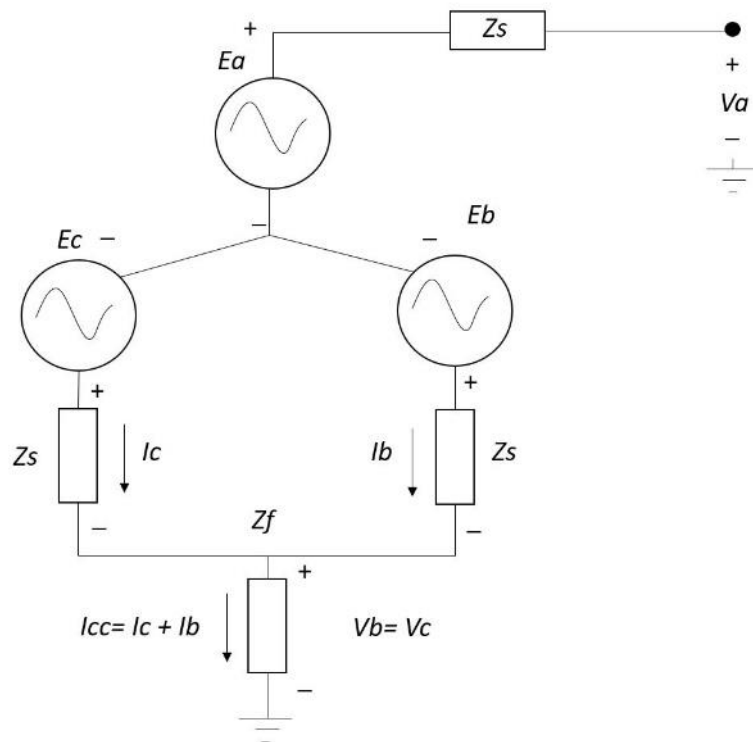 +
Zs
Ea
+
Va
–
–
Eb
Ec –
–
+
+
Zs
Ic
Ib
Zs
–
Zf
–
+
Icc= Ic + Ib
Vb= Vc
–